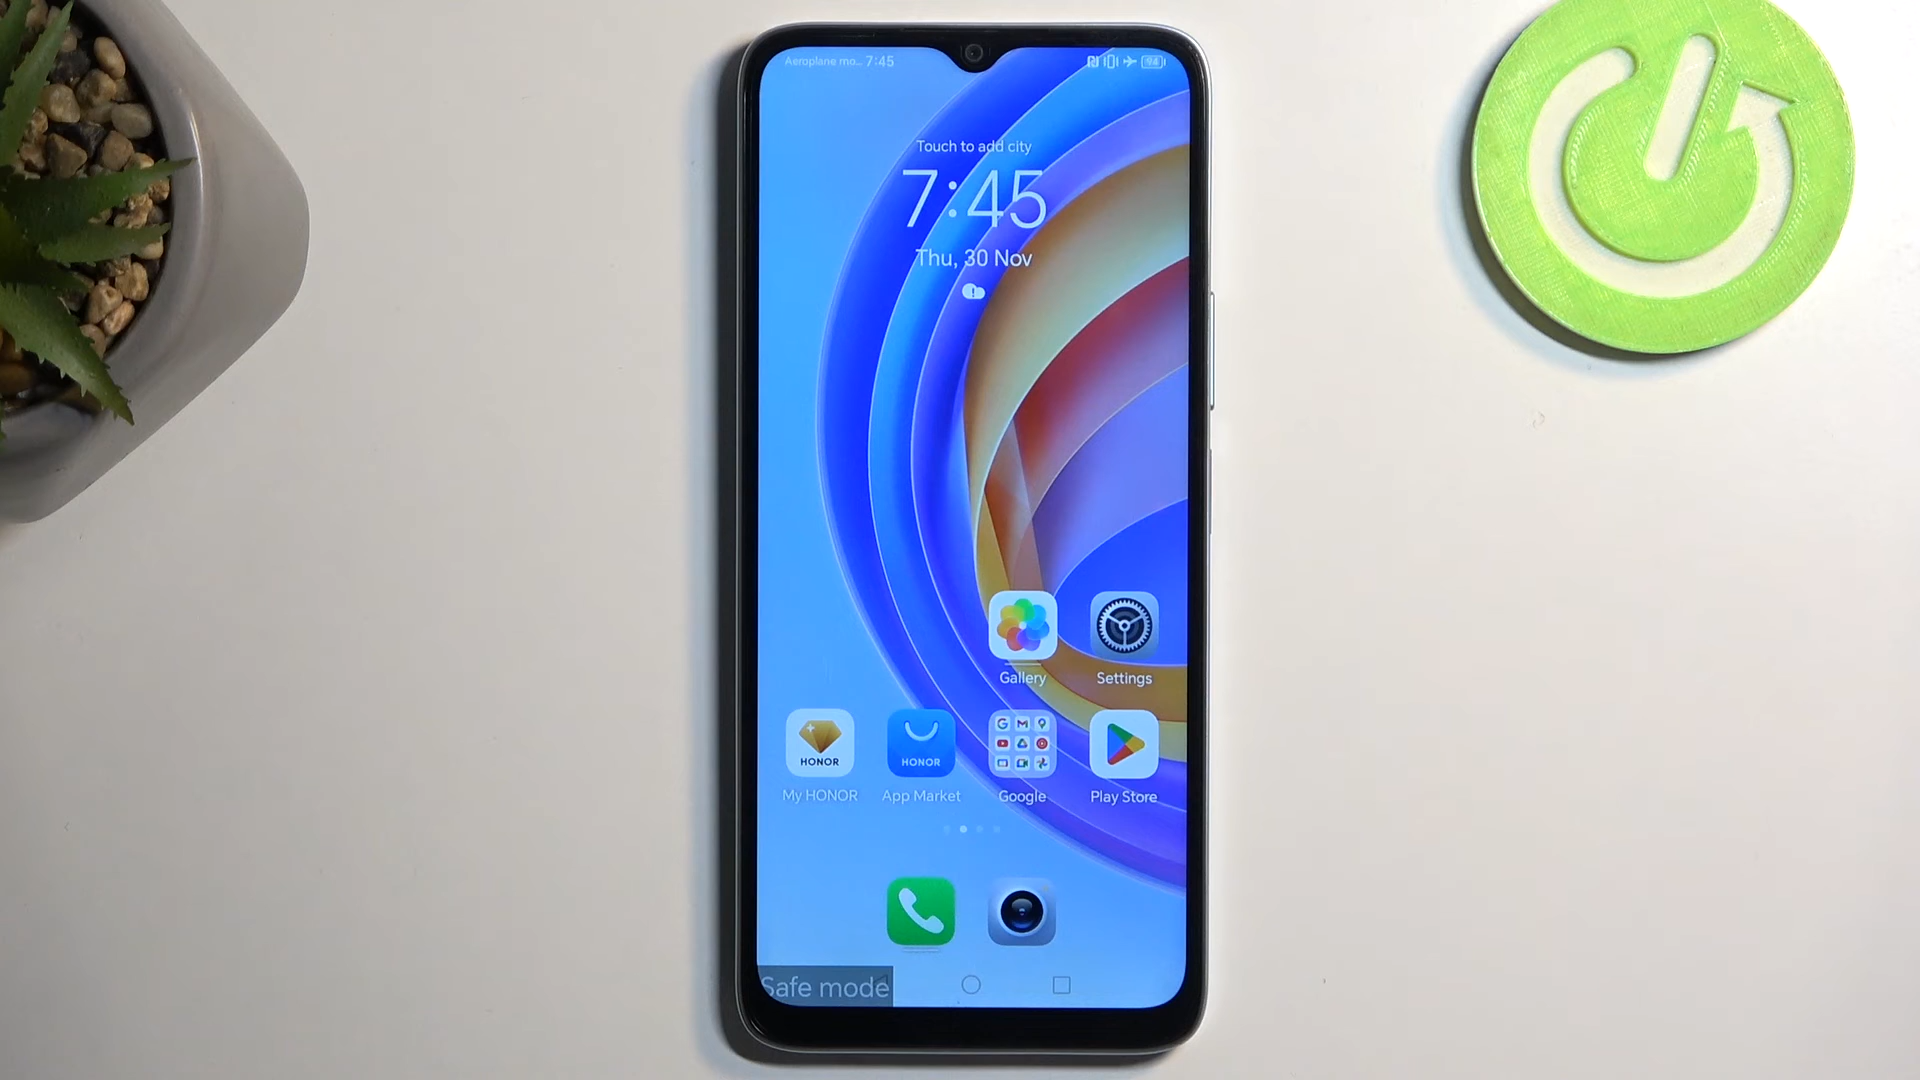 Aeroplane mo... 7:45
94
Touch to add city
7:45
Thu, 30 Nov
Gallery
Settings
HONOR
HONOR
My HONOR
App Market
Google
Play Store
Safe mode